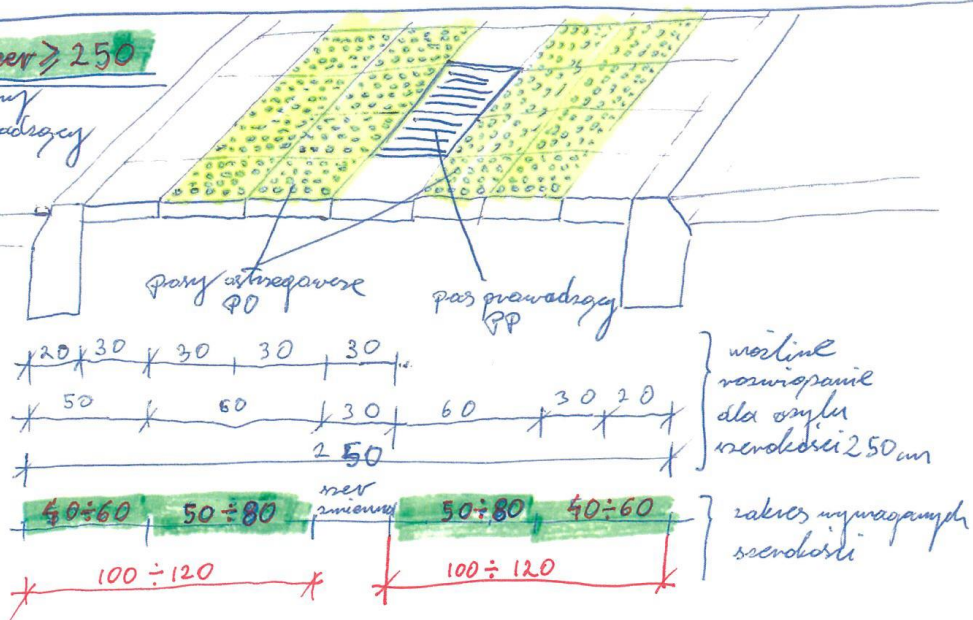 ≥ 250
pasy ostrzegawcze
PO
pas prowadzący
PP
20 30 30 30 30
50 60 30 60 30 20
250
możliwe
rozwiązanie
dla azylu
szerokości 250 cm
40÷60 50÷80 szer zmienna 50÷80 40÷60
zakres wymaganych
szerokości
100÷120 100÷120